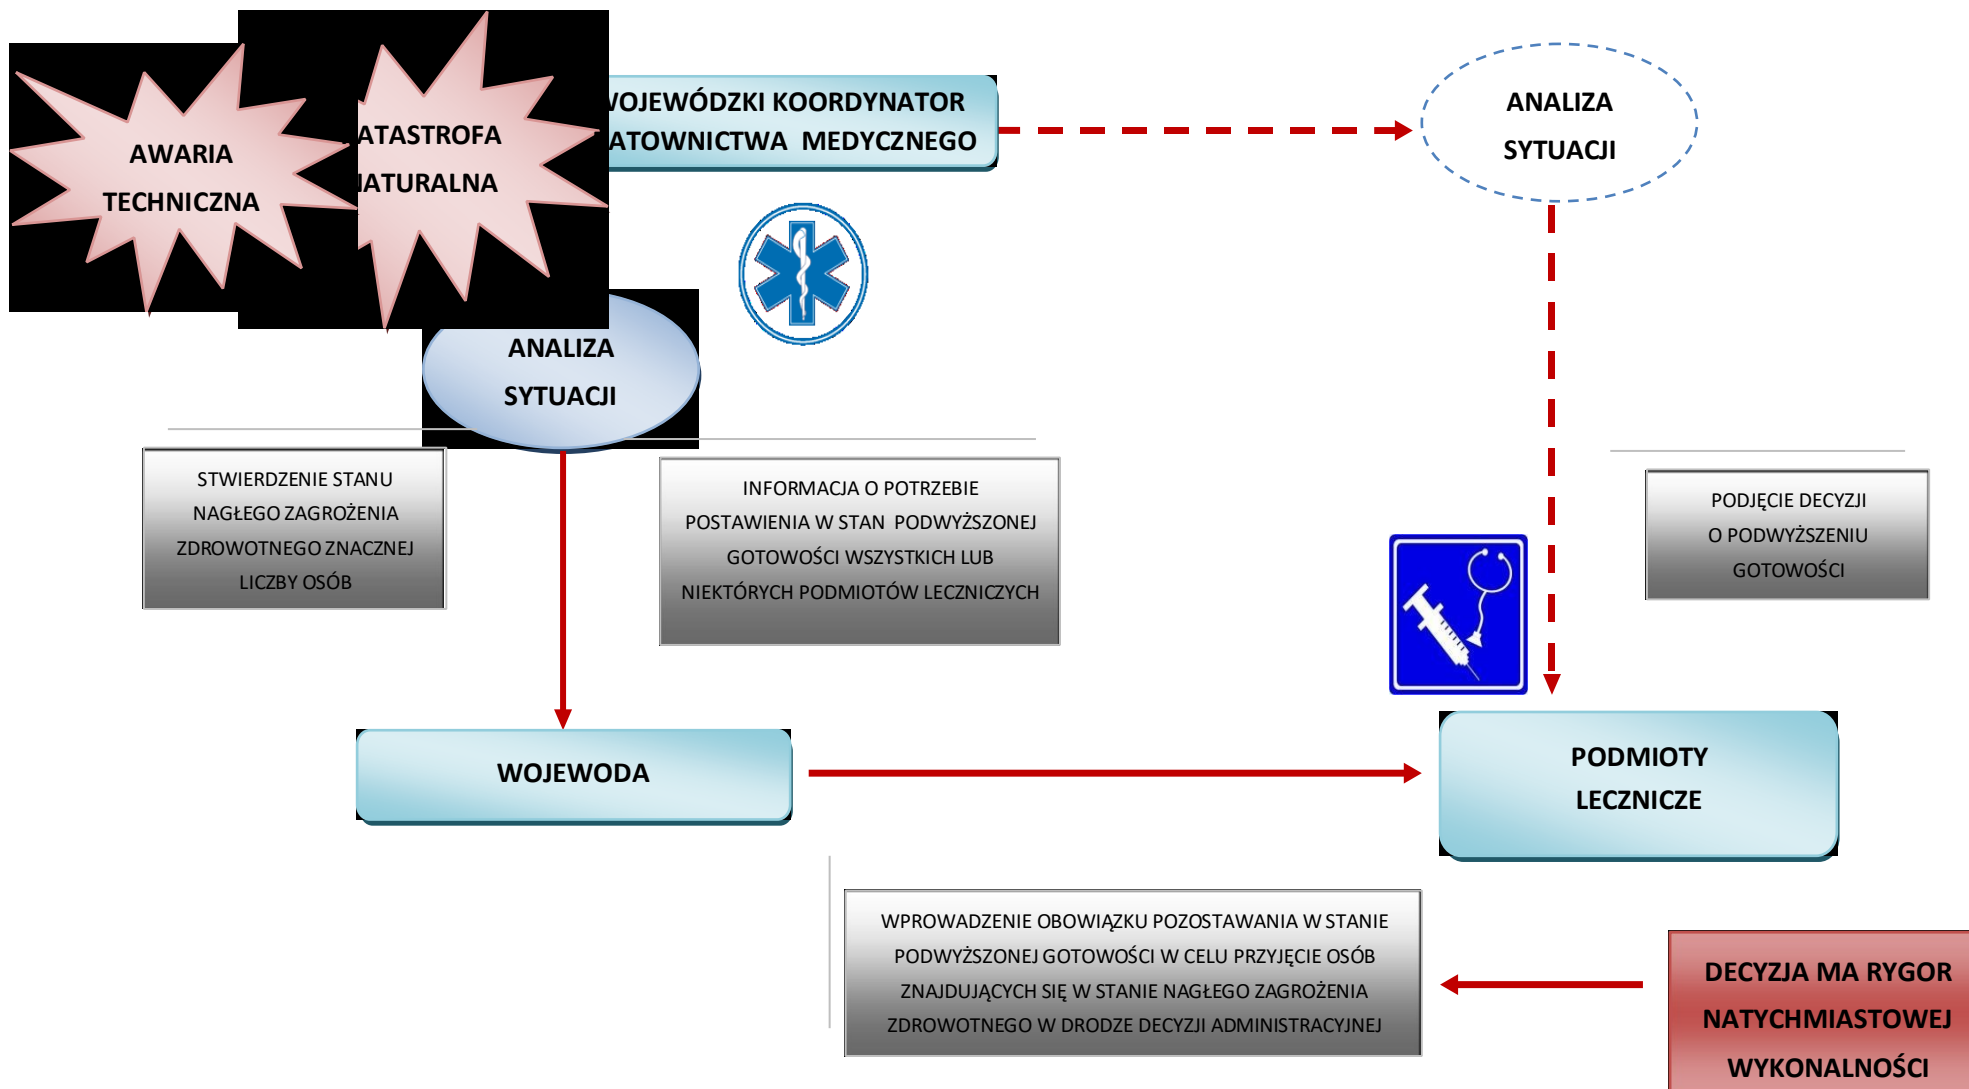 AWARIA
TECHNICZNA
ATASTROFA
ATURALNA
OJEWÓDZKI KOORDYNATOR
ATOWNICTWA MEDYCZNEGO
ANALIZA
SYTUACJI
ANALIZA
SYTUACJI
STWIERDZENIE STANU
NAGŁEGO ZAGROŻENIA
ZDROWOTNEGO ZNACZNEJ
LICZBY OSÓB
INFORMACJA O POTRZEBIE
POSTAWIENIA W STAN PODWYŻSZONEJ
GOTOWOŚCI WSZYSTKICH LUB
NIEKTÓRYCH PODMIOTÓW LECZNICZYCH
PODJĘCIE DECYZJI
O PODWYŻSZENIU
GOTOWOŚCI
WOJEWODA
PODMIOTY
LECZNICZE
WPROWADZENIE OBOWIĄZKU POZOSTAWANIA W STANIE
PODWYŻSZONEJ GOTOWOŚCI W CELU PRZYJĘCIE OSÓB
ZNAJDUJĄCYCH SIĘ W STANIE NAGŁEGO ZAGROŻENIA
ZDROWOTNEGO W DRODZE DECYZJI ADMINISTRACYJNEJ
DECYZJA MA RYGOR
NATYCHMIASTOWEJ
WYKONALNOŚCI